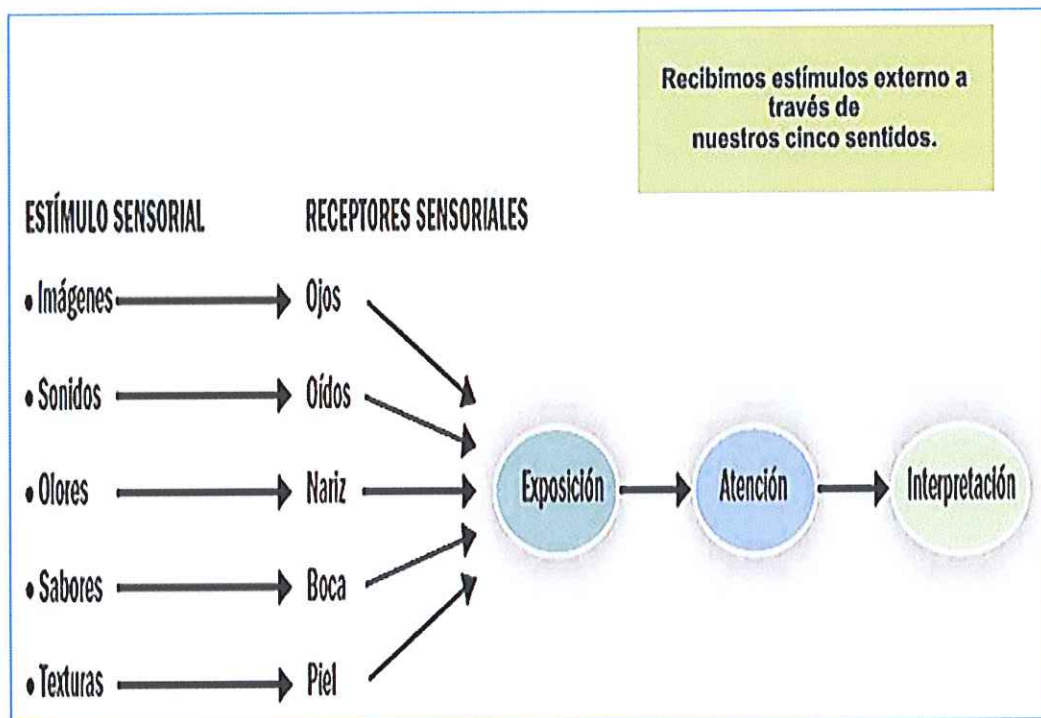 Recibimos estímulos externo a
través de
nuestros cinco sentidos.
ESTÍMULO SENSORIAL
RECEPTORES SENSORIALES
• Imágenes
Ojos
• Sonidos
Oídos
• Olores
Nariz
• Sabores
Boca
• Texturas
Piel
Exposición
Atención
Interpretación